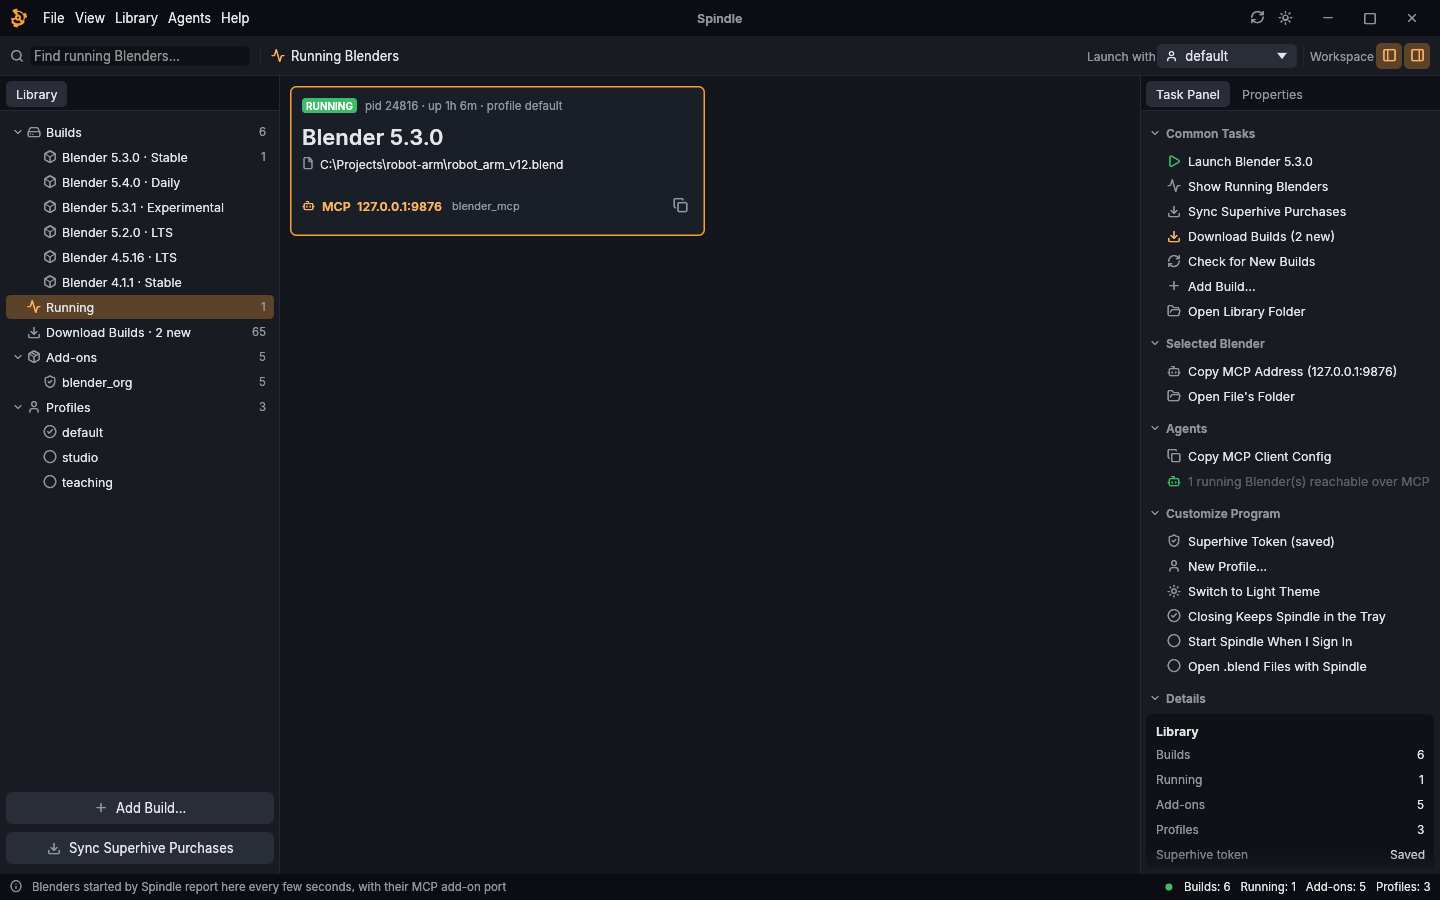 File View Library Agents Help
Spindle
Find running Blenders...
Running Blenders
Launch with
default
Workspace
Library
Builds 6
Blender 5.3.0 · Stable 1
Blender 5.4.0 · Daily
Blender 5.3.1 · Experimental
Blender 5.2.0 · LTS
Blender 4.5.16 · LTS
Blender 4.1.1 · Stable
Running 1
Download Builds · 2 new 65
Add-ons 5
blender_org 5
Profiles 3
default
studio
teaching
Add Build...
Sync Superhive Purchases
RUNNING pid 24816 · up 1h 6m · profile default
Blender 5.3.0
C:\Projects\robot-arm\robot_arm_v12.blend
MCP 127.0.0.1:9876 blender_mcp
Task Panel Properties
Common Tasks
Launch Blender 5.3.0
Show Running Blenders
Sync Superhive Purchases
Download Builds (2 new)
Check for New Builds
Add Build...
Open Library Folder
Selected Blender
Copy MCP Address (127.0.0.1:9876)
Open File's Folder
Agents
Copy MCP Client Config
1 running Blender(s) reachable over MCP
Customize Program
Superhive Token (saved)
New Profile...
Switch to Light Theme
Closing Keeps Spindle in the Tray
Start Spindle When I Sign In
Open .blend Files with Spindle
Details
Library
Builds 6
Running 1
Add-ons 5
Profiles 3
Superhive token Saved
Blenders started by Spindle report here every few seconds, with their MCP add-on port
Builds: 6 Running: 1 Add-ons: 5 Profiles: 3